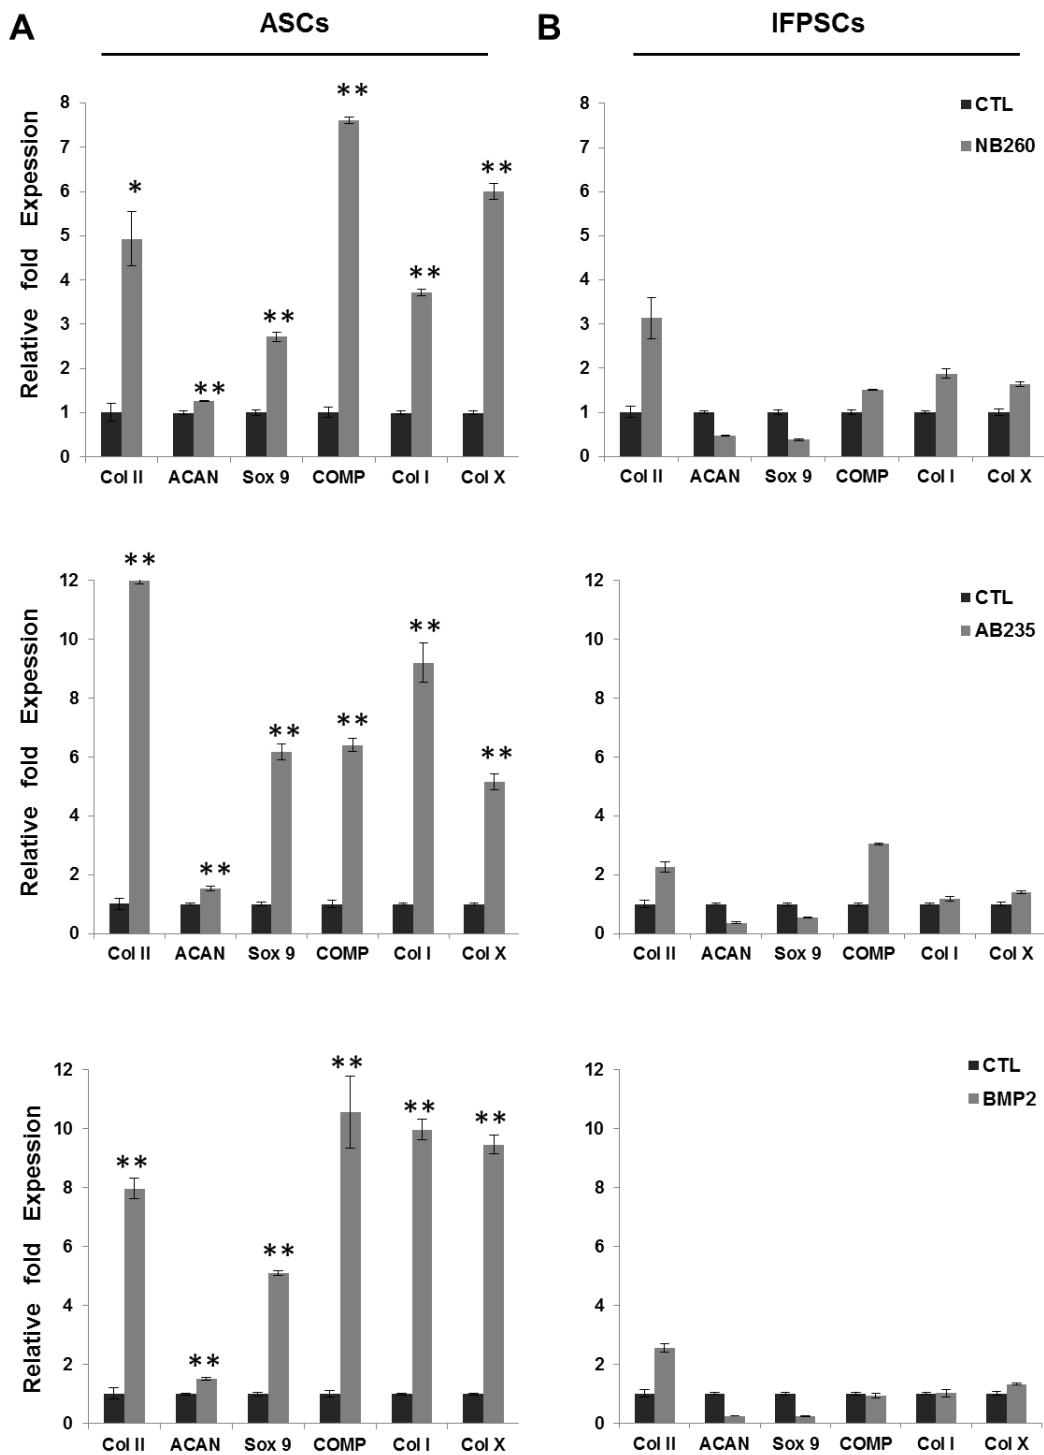 A ASCs B IFPSCs
Relative fold Expession
8
7
6
5
4
3
2
1
0
* ** ** ** ** **
Col II ACAN Sox 9 COMP Col I Col X
8
7
6
5
4
3
2
1
0
CTL
NB260
Col II ACAN Sox 9 COMP Col I Col X
Relative fold Expession
12
10
8
6
4
2
0
** ** ** ** ** **
Col II ACAN Sox 9 COMP Col I Col X
12
10
8
6
4
2
0
CTL
AB235
Col II ACAN Sox 9 COMP Col I Col X
Relative fold Expession
12
10
8
6
4
2
0
** ** ** ** ** **
Col II ACAN Sox 9 COMP Col I Col X
12
10
8
6
4
2
0
CTL
BMP2
Col II ACAN Sox 9 COMP Col I Col X